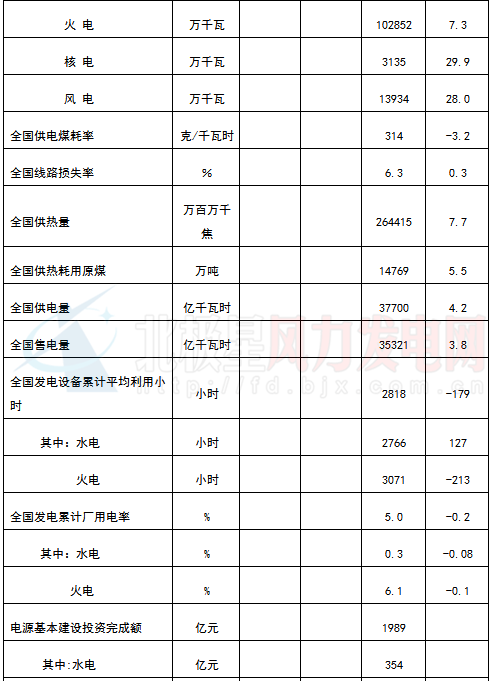 火 电 万千瓦 102852 7.3
核 电 万千瓦 3135 29.9
风 电 万千瓦 13934 28.0
全国供电煤耗率 克/千瓦时 314 -3.2
全国线路损失率 % 6.3 0.3
全国供热量 万百万千焦 264415 7.7
全国供热耗用原煤 万吨 14769 5.5
全国供电量 亿千瓦时 37700 4.2
北极星风力发电网
全国售电量 亿千瓦时 35321 3.8
http://fd.bjx.com.cn
全国发电设备累计平均利用小时 小时 2818 -179
其中：水电 小时 2766 127
火电 小时 3071 -213
全国发电累计厂用电率 % 5.0 -0.2
其中：水电 % 0.3 -0.08
火电 % 6.1 -0.1
电源基本建设投资完成额 亿元 1989
其中:水电 亿元 354